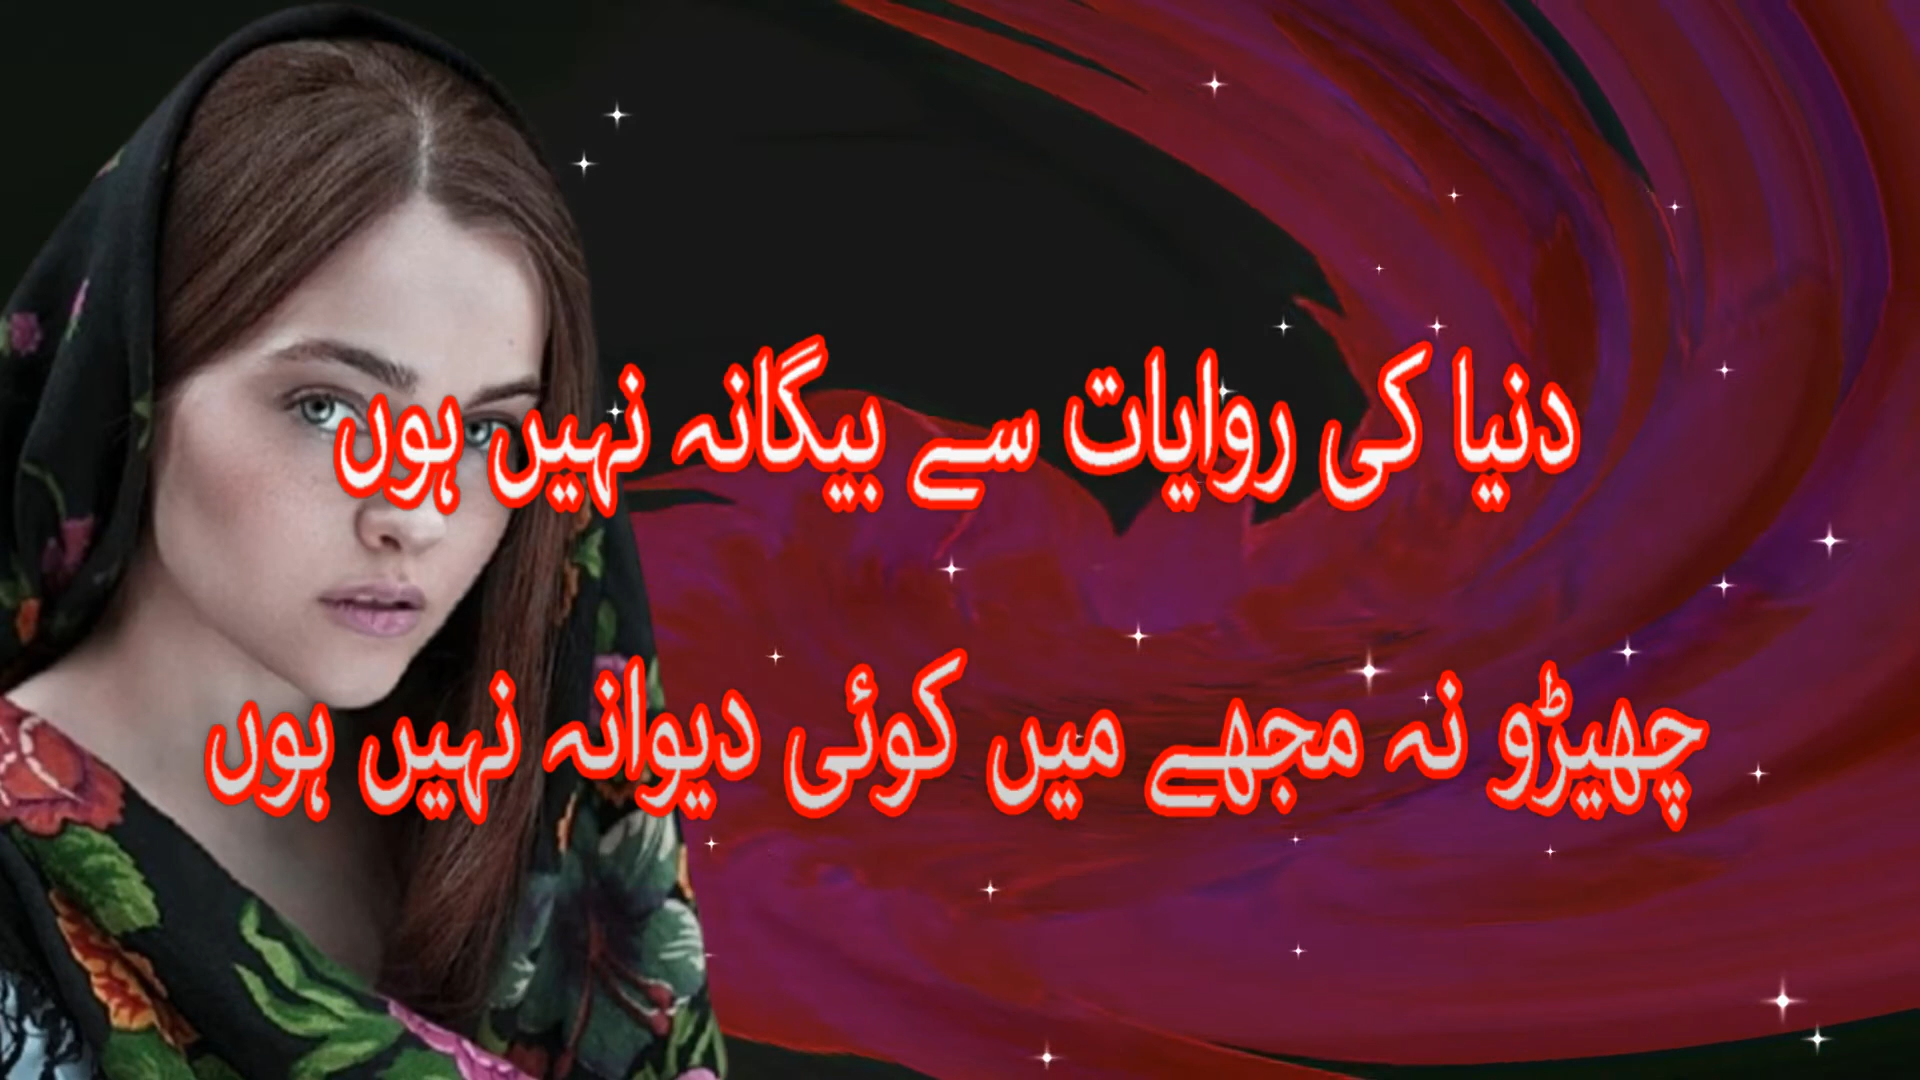 دنیا کی روایات سے بیگانہ نہیں ہوں
چھیڑو نہ مجھے میں کوئی دیوانہ نہیں ہوں